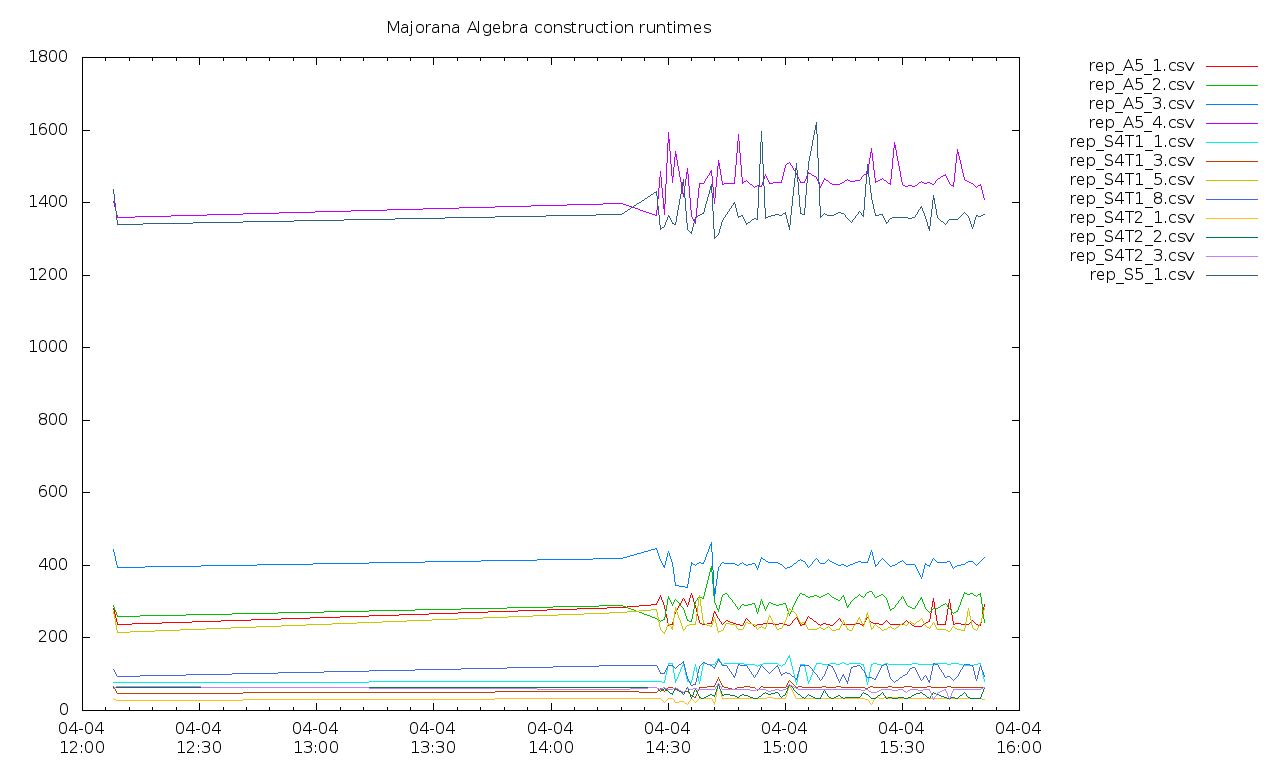 Majorana Algebra construction runtimes
1800
1600
1400
1200
1000
800
600
400
200
0
04-04 04-04 04-04 04-04 04-04 04-04 04-04 04-04 04-04
12:00 12:30 13:00 13:30 14:00 14:30 15:00 15:30 16:00
rep_A5_1.csv
rep_A5_2.csv
rep_A5_3.csv
rep_A5_4.csv
rep_S4T1_1.csv
rep_S4T1_3.csv
rep_S4T1_5.csv
rep_S4T1_8.csv
rep_S4T2_1.csv
rep_S4T2_2.csv
rep_S4T2_3.csv
rep_S5_1.csv